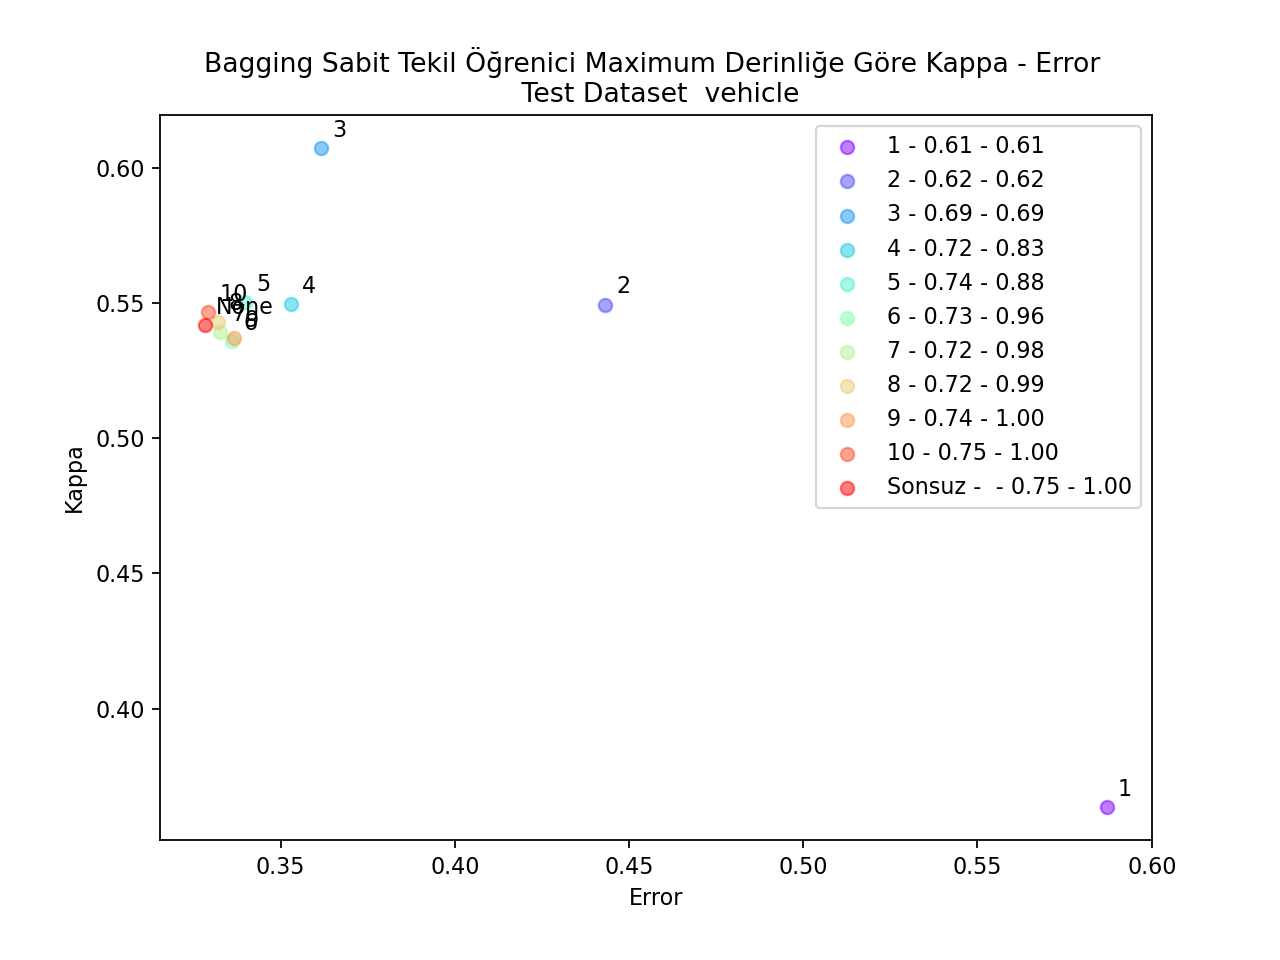 Bagging Sabit Tekil Öğrenici Maximum Derinliğe Göre Kappa - Error
Test Dataset  vehicle
Kappa
0.60
0.55
0.50
0.45
0.40
3
5
4
2
10
8
None
7
9
6
1
1 - 0.61 - 0.61
2 - 0.62 - 0.62
3 - 0.69 - 0.69
4 - 0.72 - 0.83
5 - 0.74 - 0.88
6 - 0.73 - 0.96
7 - 0.72 - 0.98
8 - 0.72 - 0.99
9 - 0.74 - 1.00
10 - 0.75 - 1.00
Sonsuz -  - 0.75 - 1.00
0.35
0.40
0.45
0.50
0.55
0.60
Error